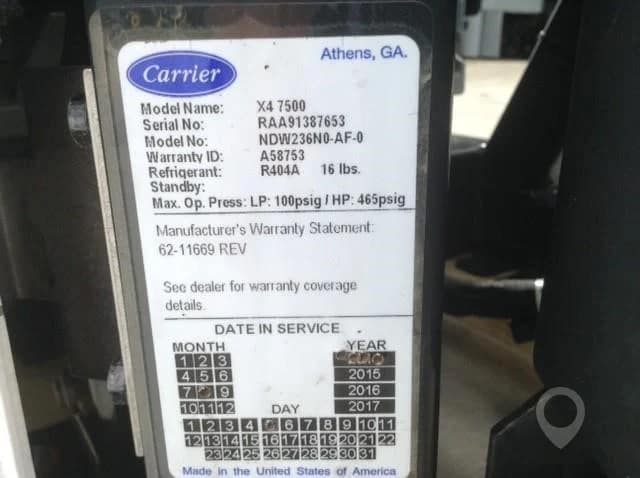 Carrier
Athens, GA.
Model Name: X4 7500
Serial No: RAA91387653
Model No: NDW236N0-AF-0
Warranty ID: A58753
Refrigerant: R404A 16 lbs.
Standby:
Max. Op. Press: LP: 100psig / HP: 465psig
Manufacturer's Warranty Statement:
62-11669 REV
See dealer for warranty coverage
details.
DATE IN SERVICE
MONTH YEAR
1 2 3
4 5 6 2015
7 9 2016
10 11 12 DAY 2017
1 2 3 4 5 6 7 8 9 10 11
12 13 14 15 16 17 18 19 20 21 22
23 24 25 26 27 28 29 30 31
Made in the United States of America